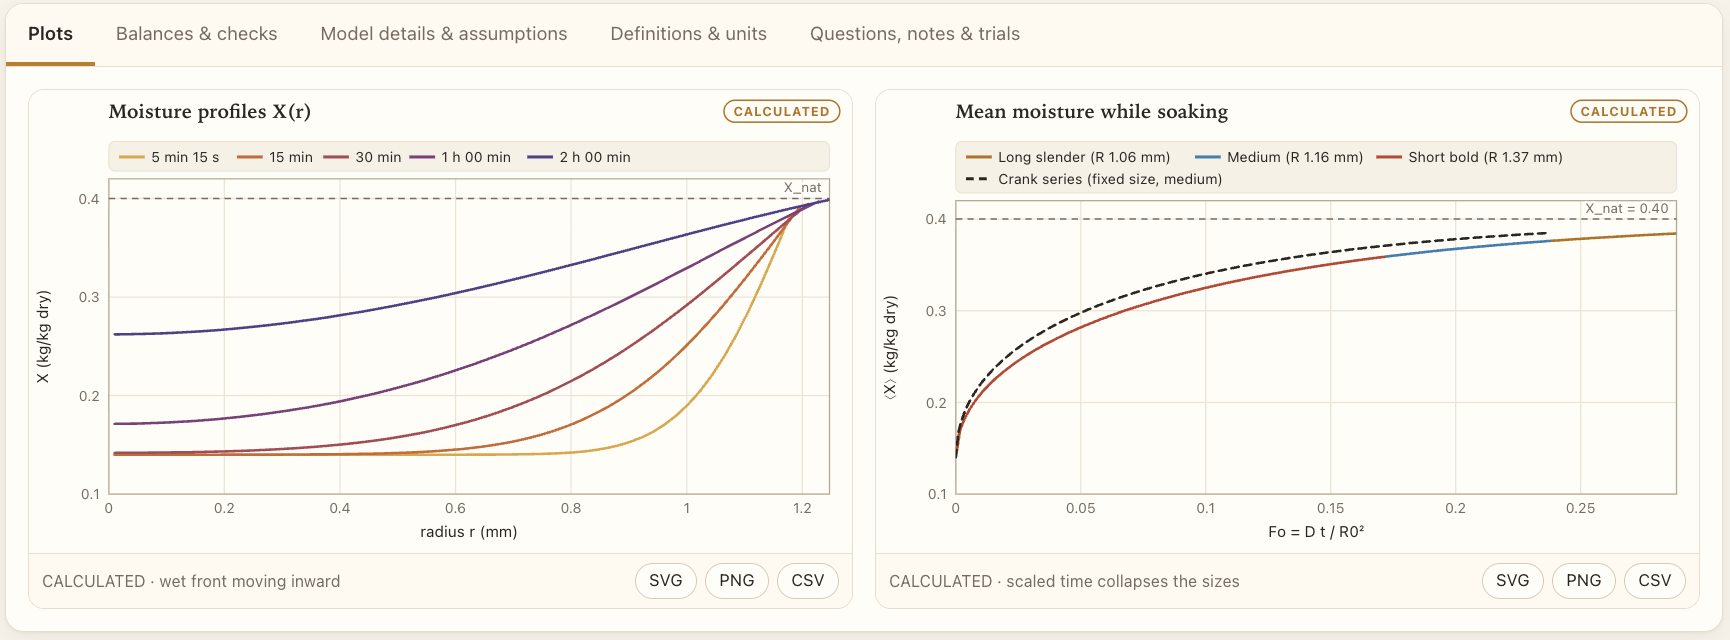 Plots
Balances & checks
Model details & assumptions
Definitions & units
Questions, notes & trials
Moisture profiles X(r)
CALCULATED
5 min 15 s
15 min
30 min
1 h 00 min
2 h 00 min
X_nat
0.4
0.3
0.2
0.1
X (kg/kg dry)
0
0.2
0.4
0.6
0.8
1
1.2
radius r (mm)
CALCULATED · wet front moving inward
SVG
PNG
CSV
Mean moisture while soaking
CALCULATED
Long slender (R 1.06 mm)
Medium (R 1.16 mm)
Short bold (R 1.37 mm)
Crank series (fixed size, medium)
X_nat = 0.40
0.4
0.3
0.2
0.1
⟨X⟩ (kg/kg dry)
0
0.05
0.1
0.15
0.2
0.25
Fo = D t / R0²
CALCULATED · scaled time collapses the sizes
SVG
PNG
CSV